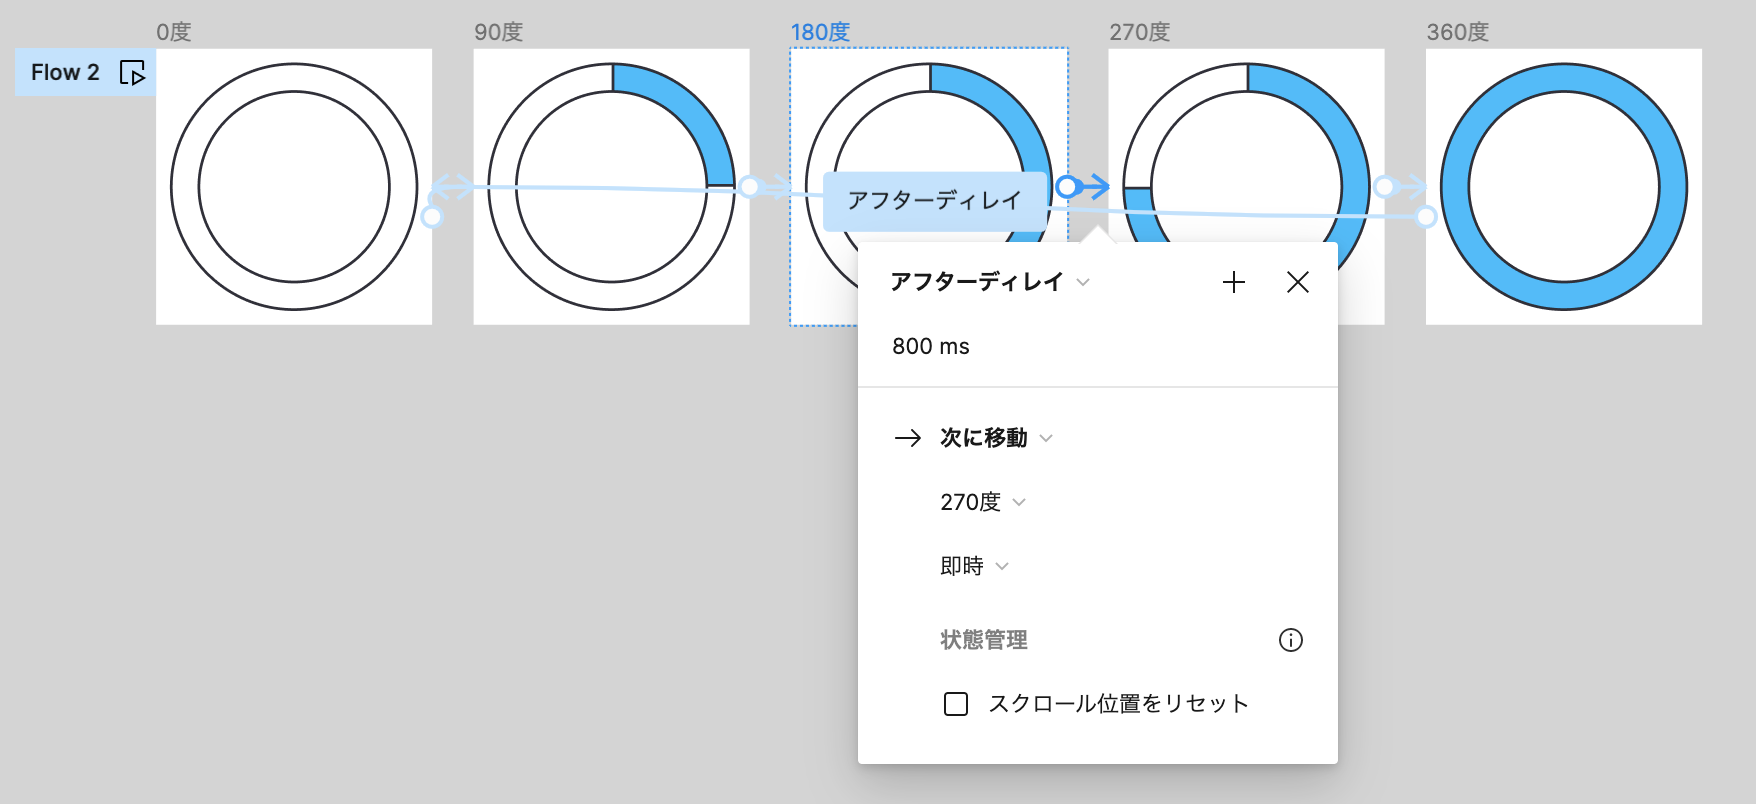 0度
90度
180度
270度
360度
Flow 2
アフターディレイ
アフターディレイ
800 ms
次に移動
270度
即時
状態管理
スクロール位置をリセット